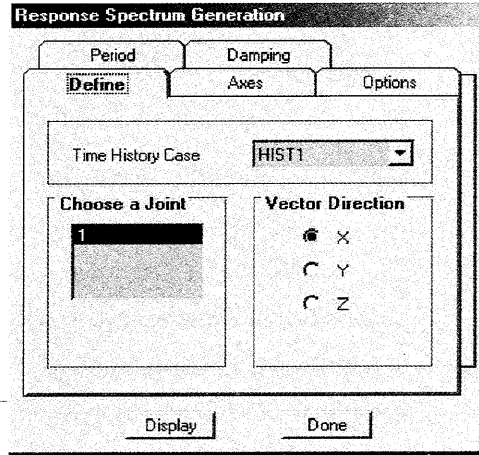 Response Spectrum Generation
Period Damping
Define Axes Options
Time History Case HIST1
Choose a Joint Vector Direction
1 X
Y
Z
Display Done